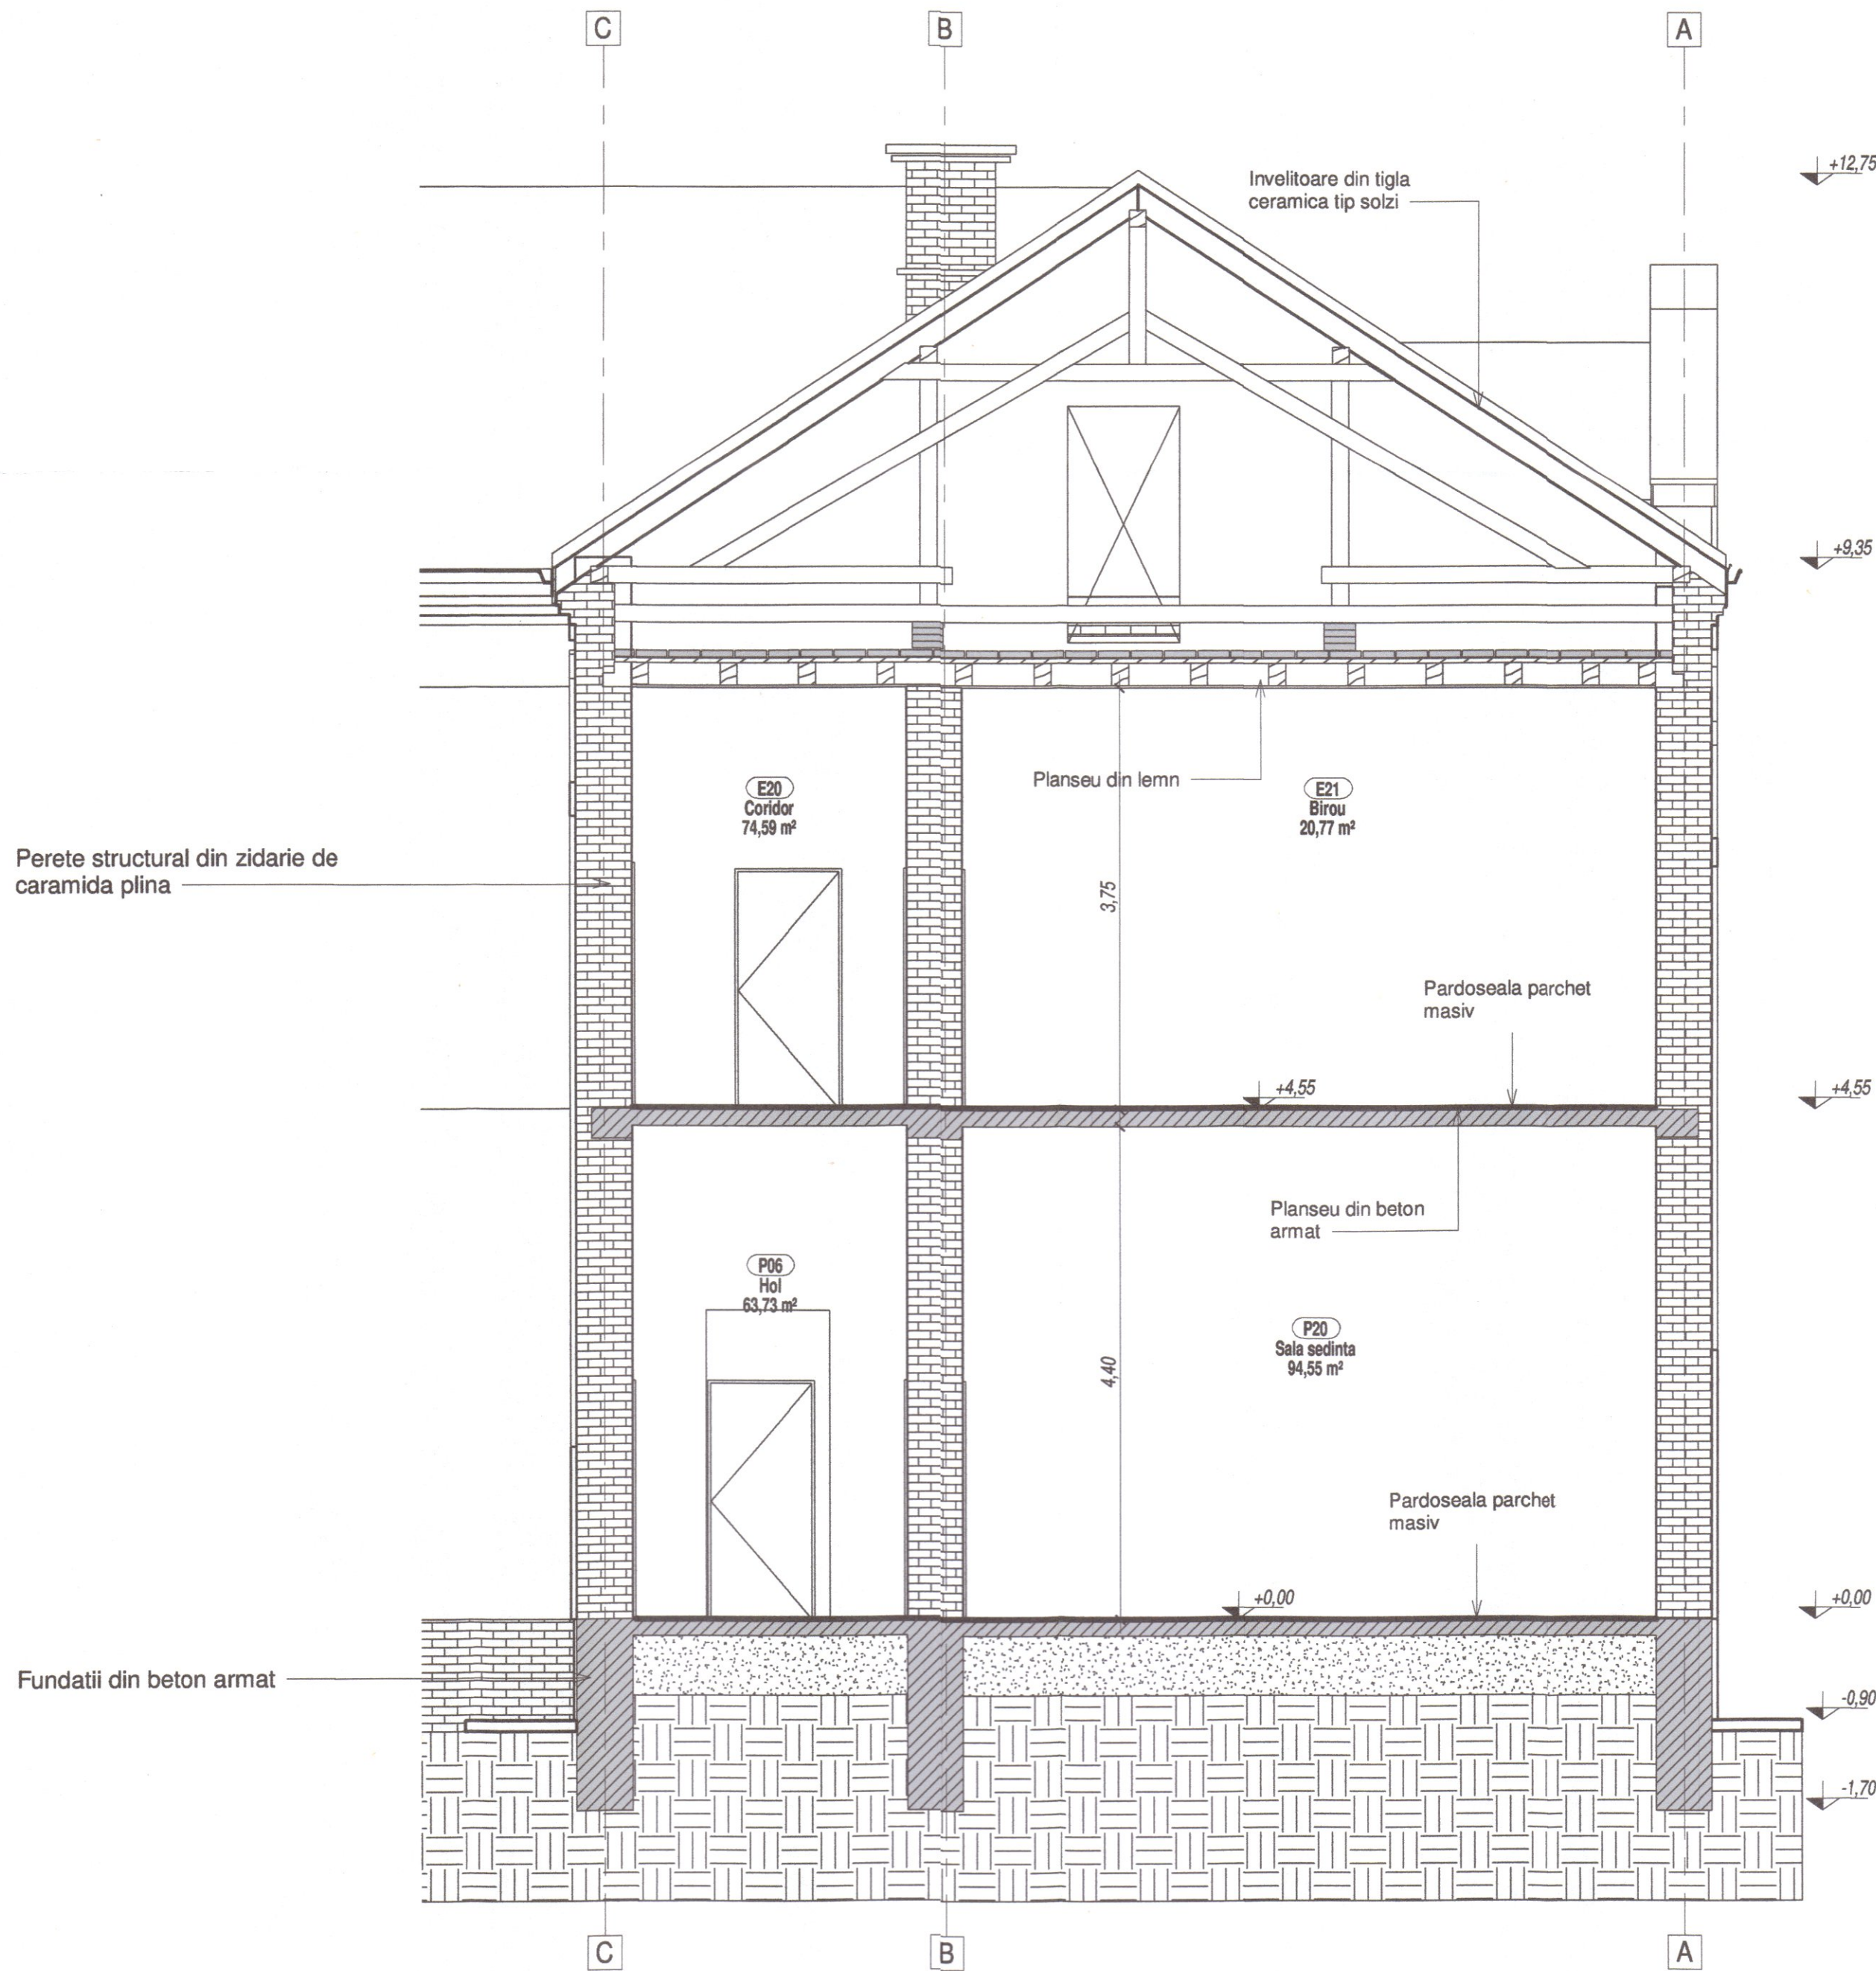 C
B
A
+12,75
Invelitoare din tigla
ceramica tip solzi
+9,35
Planseu din lemn
E20
Coridor
74,59 m²
E21
Birou
20,77 m²
Perete structural din zidarie de
caramida plina
3,75
Pardoseala parchet
masiv
+4,55
+4,55
Planseu din beton
armat
P06
Hol
63,73 m²
P20
Sala sedinta
94,55 m²
4,40
Pardoseala parchet
masiv
+0,00
+0,00
Fundatii din beton armat
-0,90
-1,70
C
B
A